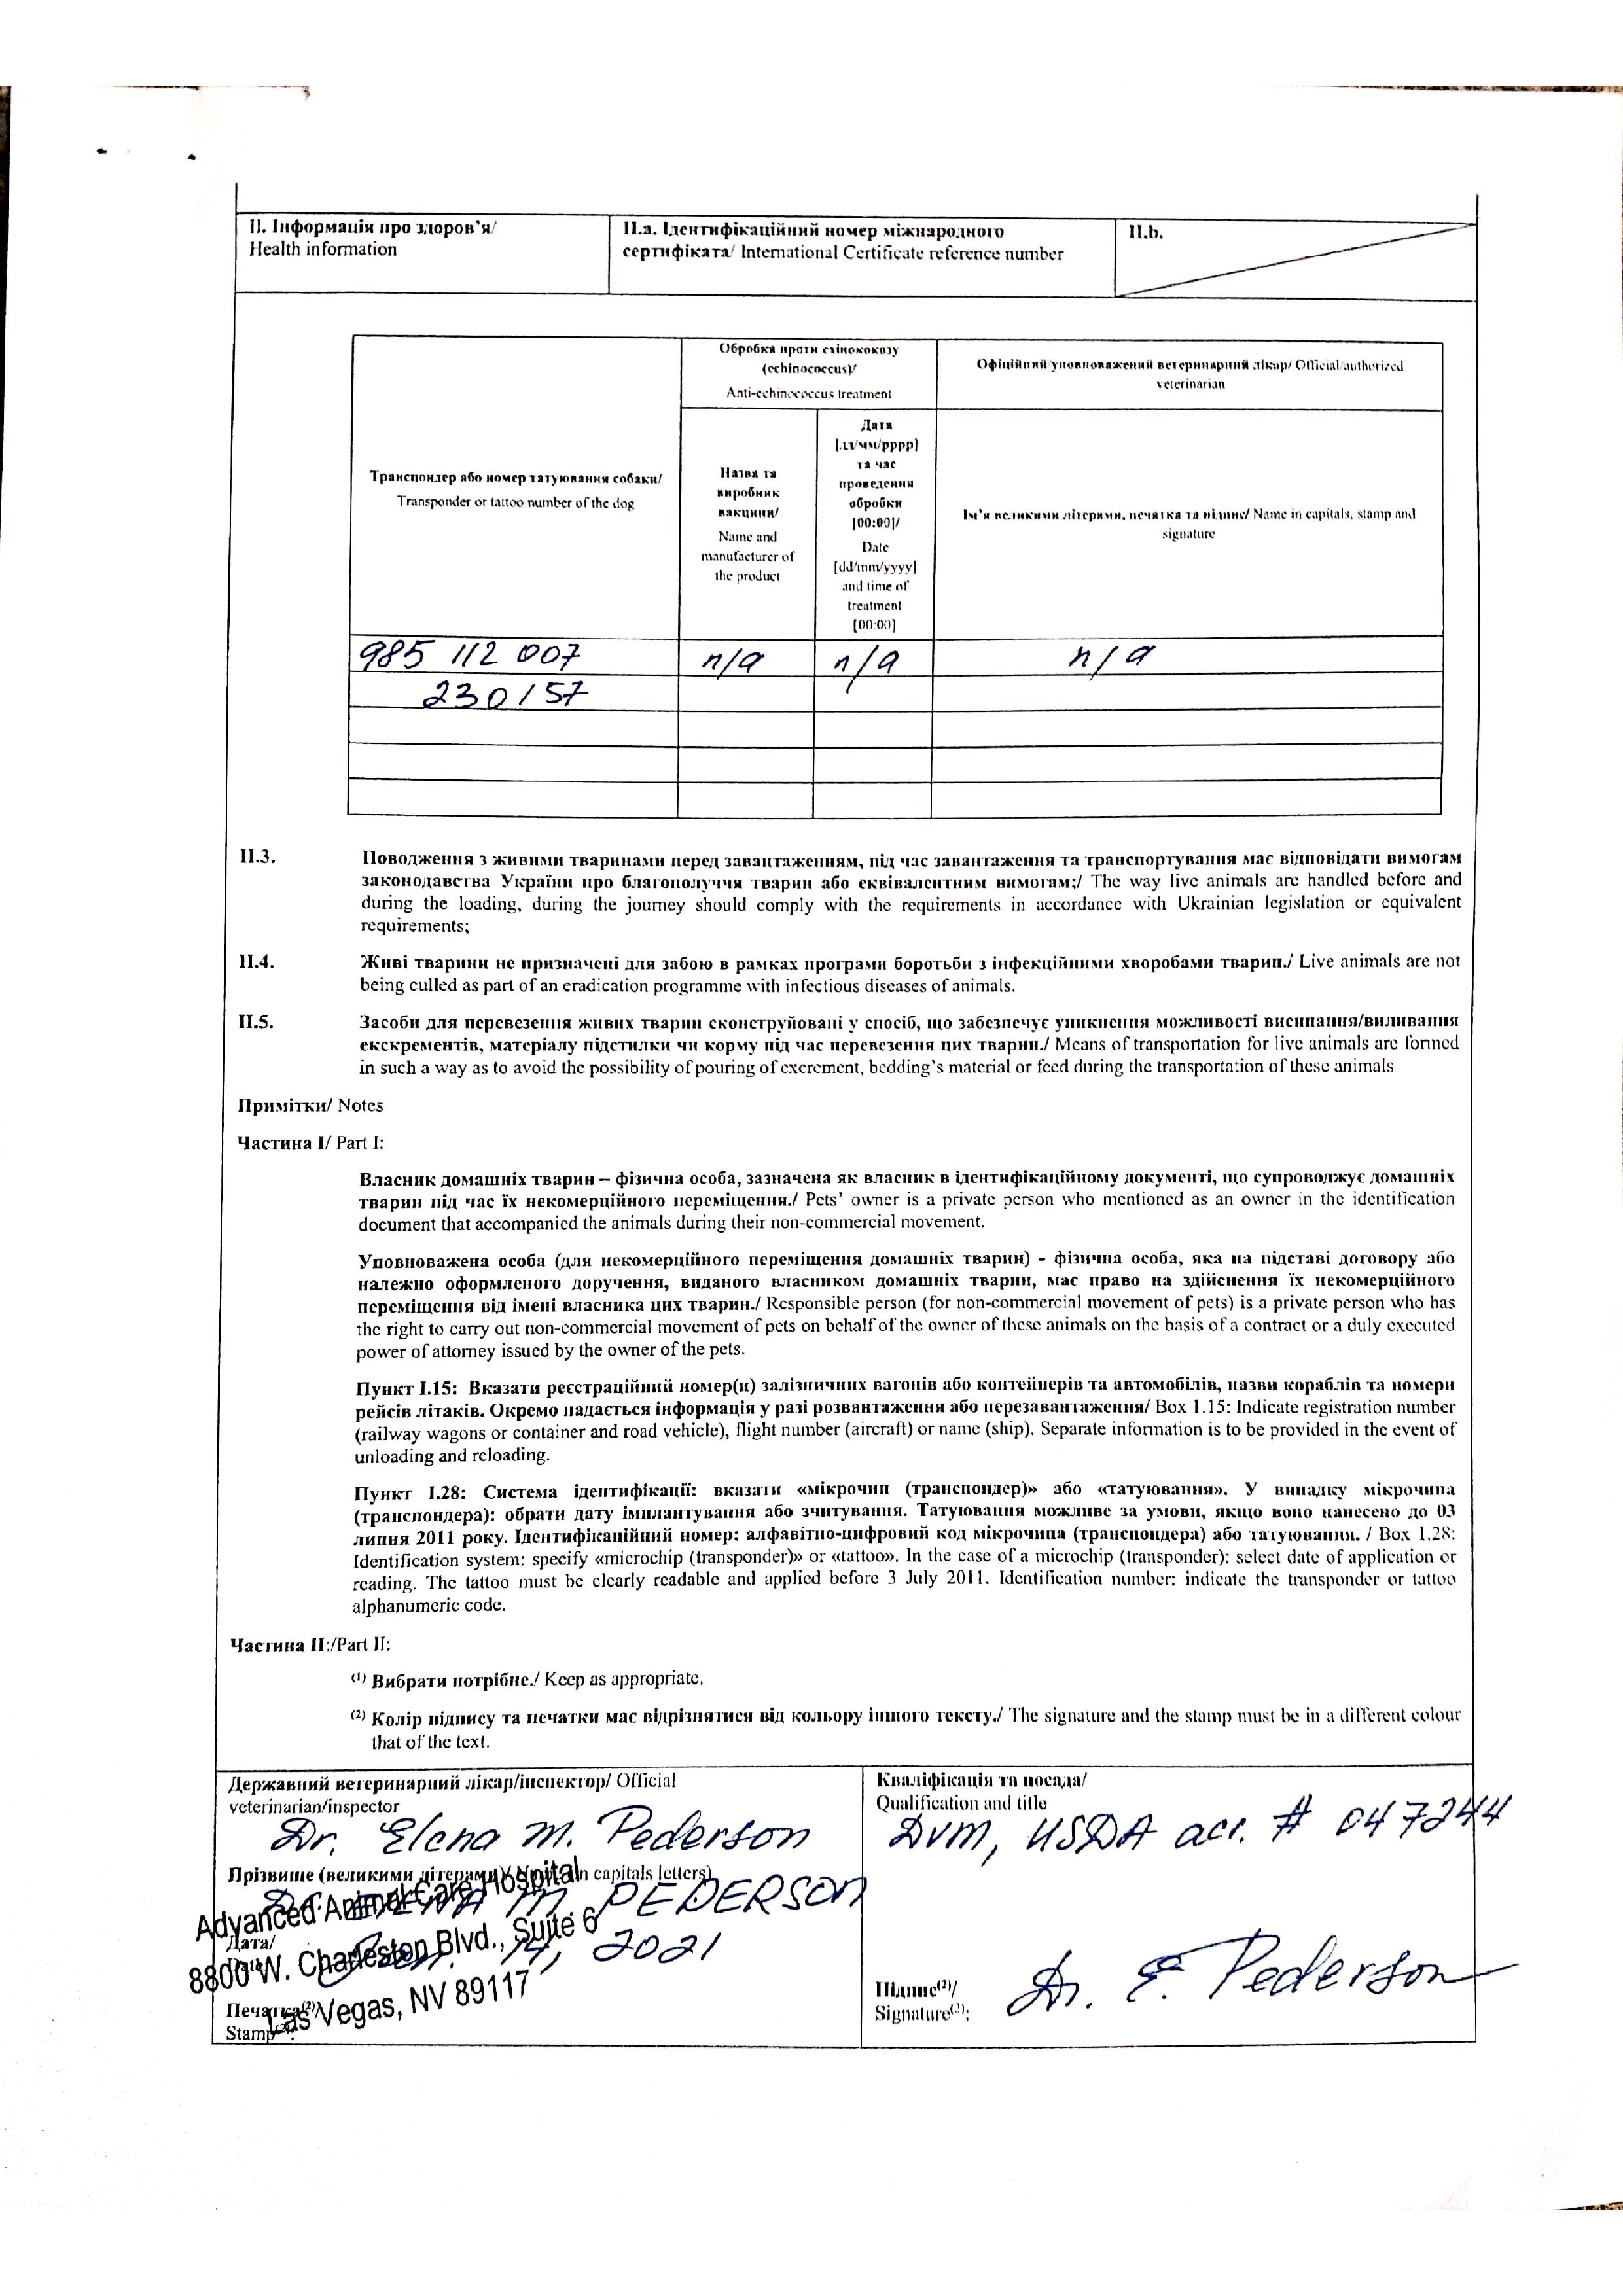 II. Інформація про здоров'я/
Health information
II.a. Ідентифікаційний номер міжнародного
сертифіката/ International Certificate reference number
II.b.
Транспондер або номер татуювання собаки/
Transponder or tattoo number of the dog
Обробка проти ехінококозу
(echinococcus)/
Anti-echinococcus treatment
Офіційний/уповноважений ветеринарний лікар/ Official/authorized
veterinarian
Назва та
виробник
вакцини/
Name and
manufacturer of
the product
Дата
[дд/мм/рррр]
та час
проведення
обробки
[00:00]/
Date
[dd/mm/yyyy]
and time of
treatment
[00:00]
Ім'я великими літерами, печатка та підпис/ Name in capitals, stamp and
signature
985 112 007 n/a n/a n/a
230157
II.3. Поводження з живими тваринами перед завантаженням, під час завантаження та транспортування має відповідати вимогам
законодавства України про благополуччя тварин або еквівалентним вимогам;/ The way live animals are handled before and
during the loading, during the journey should comply with the requirements in accordance with Ukrainian legislation or equivalent
requirements;
II.4. Живі тварини не призначені для забою в рамках програми боротьби з інфекційними хворобами тварин./ Live animals are not
being culled as part of an eradication programme with infectious diseases of animals.
II.5. Засоби для перевезення живих тварин сконструйовані у спосіб, що забезпечує уникнення можливості висипання/виливання
екскрементів, матеріалу підстилки чи корму під час перевезення цих тварин./ Means of transportation for live animals are formed
in such a way as to avoid the possibility of pouring of excrement, bedding's material or feed during the transportation of these animals
Примітки/ Notes
Частина I/ Part I:
Власник домашніх тварин – фізична особа, зазначена як власник в ідентифікаційному документі, що супроводжує домашніх
тварин під час їх некомерційного переміщення./ Pets' owner is a private person who mentioned as an owner in the identification
document that accompanied the animals during their non-commercial movement.
Уповноважена особа (для некомерційного переміщення домашніх тварин) - фізична особа, яка на підставі договору або
належно оформленого доручення, виданого власником домашніх тварин, має право на здійснення їх некомерційного
переміщення від імені власника цих тварин./ Responsible person (for non-commercial movement of pets) is a private person who has
the right to carry out non-commercial movement of pets on behalf of the owner of these animals on the basis of a contract or a duly executed
power of attorney issued by the owner of the pets.
Пункт I.15: Вказати реєстраційний номер(и) залізничних вагонів або контейнерів та автомобілів, назви кораблів та номери
рейсів літаків. Окремо надається інформація у разі розвантаження або перезавантаження/ Box 1.15: Indicate registration number
(railway wagons or container and road vehicle), flight number (aircraft) or name (ship). Separate information is to be provided in the event of
unloading and reloading.
Пункт I.28: Система ідентифікації: вказати «мікрочип (транспондер)» або «татуювання». У випадку мікрочипа
(транспондера): обрати дату імплантування або зчитування. Татуювання можливе за умови, якщо воно нанесено до 03
липня 2011 року. Ідентифікаційний номер: алфавітно-цифровий код мікрочипа (транспондера) або татуювання. / Box 1.28:
Identification system: specify «microchip (transponder)» or «tattoo». In the case of a microchip (transponder): select date of application or
reading. The tattoo must be clearly readable and applied before 3 July 2011. Identification number: indicate the transponder or tattoo
alphanumeric code.
Частина II:/Part II:
(1) Вибрати потрібне./ Keep as appropriate.
(2) Колір підпису та печатки має відрізнятися від кольору іншого тексту./ The signature and the stamp must be in a different colour
that of the text.
Державний ветеринарний лікар/інспектор/ Official
veterinarian/inspector
Dr. Elena M. Pederson
Прізвище (великими літерами)/ in capitals letters)
ELENA M. PEDERSON
Дата/
14, 2021
Печатка(2)/
Stamp
Advanced Animal Care Hospital
8800 W. Charleston Blvd., Suite 6
Las Vegas, NV 89117
Кваліфікація та посада/
Qualification and title
DVM, USDA acr. # 047244
Підпис(2)/
Signature(2):
Dr. E. Pederson